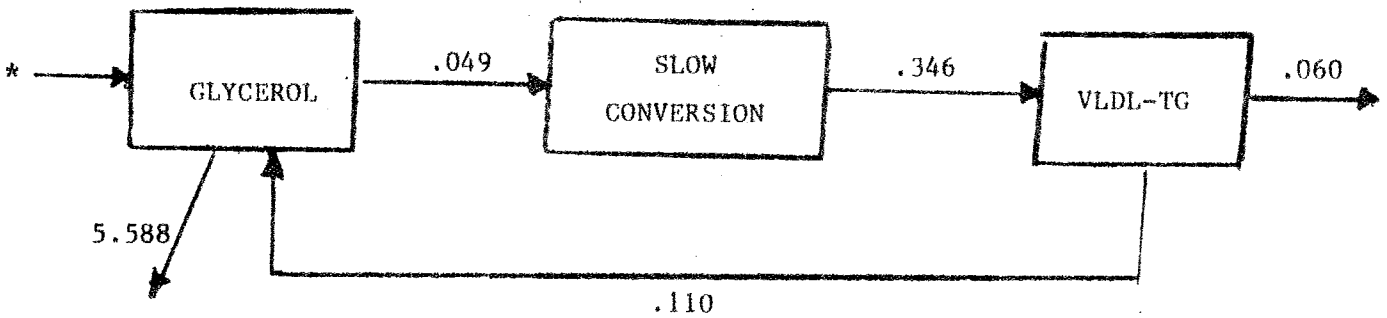 *
GLYCEROL
.049
SLOW
CONVERSION
.346
VLDL-TG
.060
5.588
.110